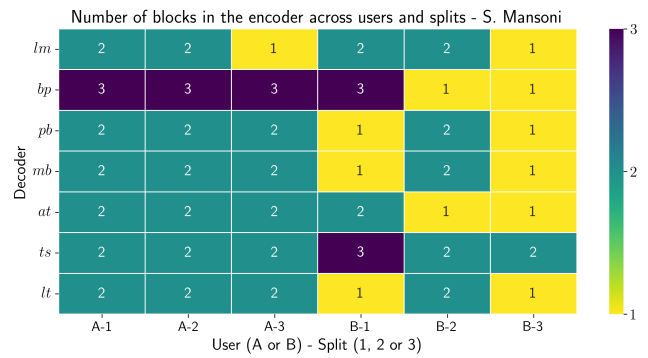 Number of blocks in the encoder across users and splits - S. Mansoni
lm 2 2 1 2 2 1
bp 3 3 3 3 1 1
pb 2 2 2 1 2 1
mb 2 2 2 1 2 1
at 2 2 2 2 1 1
ts 2 2 2 3 2 2
lt 2 2 2 1 2 1
A-1 A-2 A-3 B-1 B-2 B-3
User (A or B) - Split (1, 2 or 3)
Decoder
3
2
1